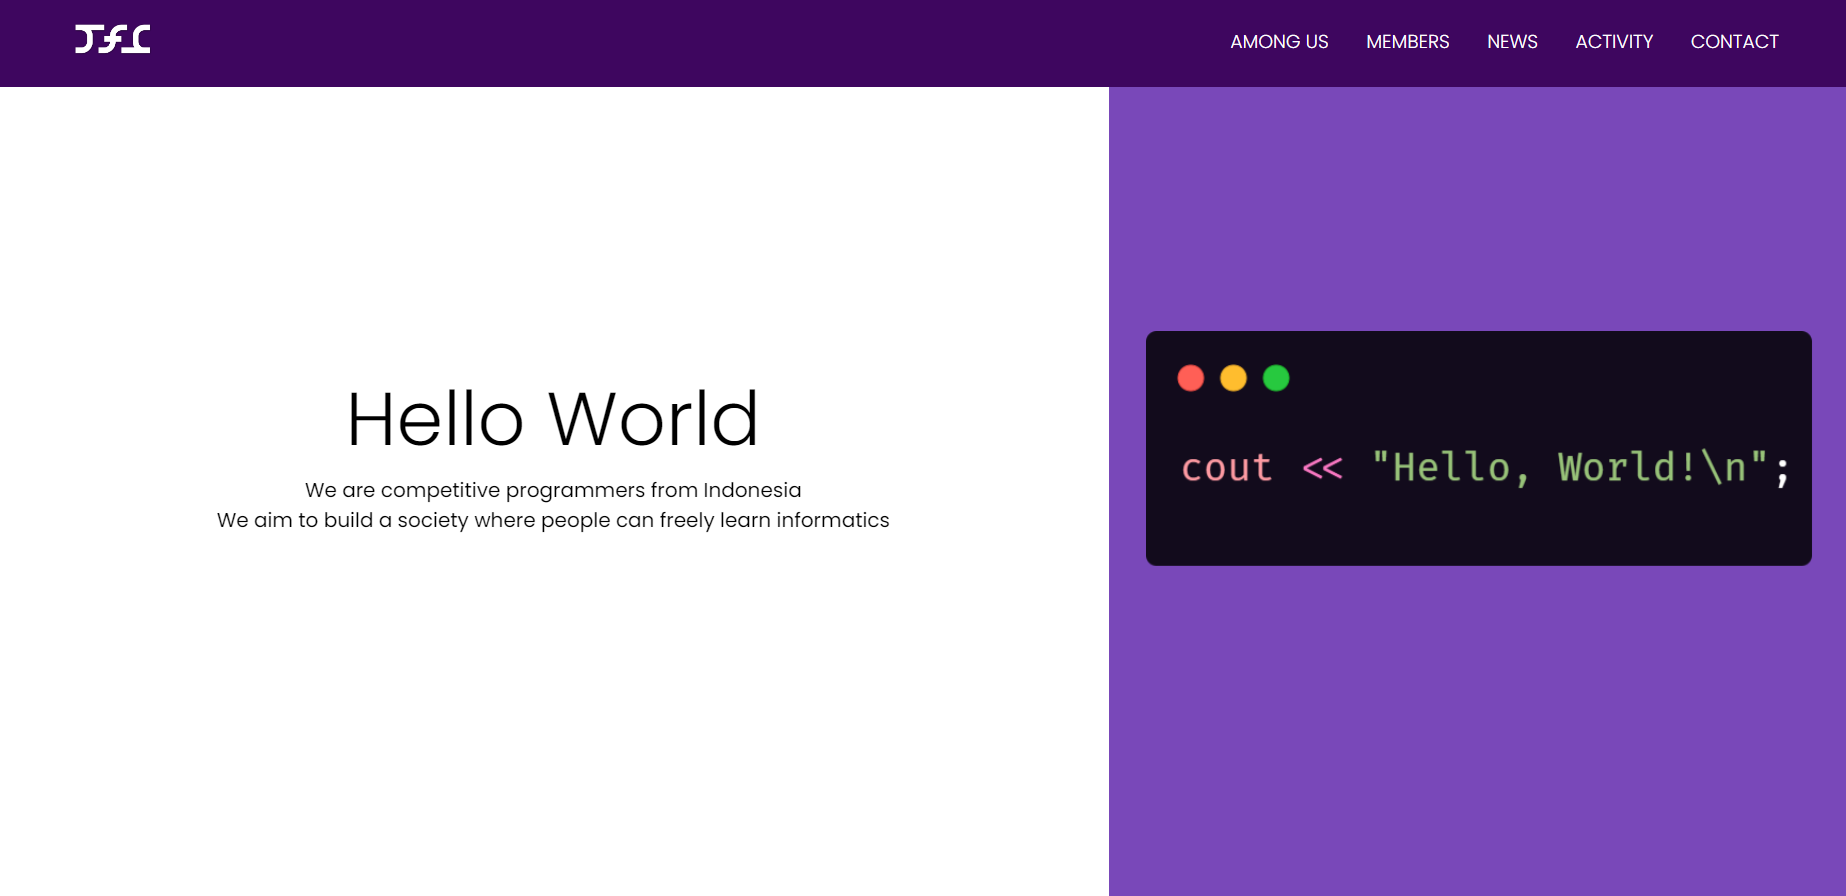 AMONG US MEMBERS NEWS ACTIVITY CONTACT
Hello World
We are competitive programmers from Indonesia
We aim to build a society where people can freely learn informatics
cout << "Hello, World!\n";